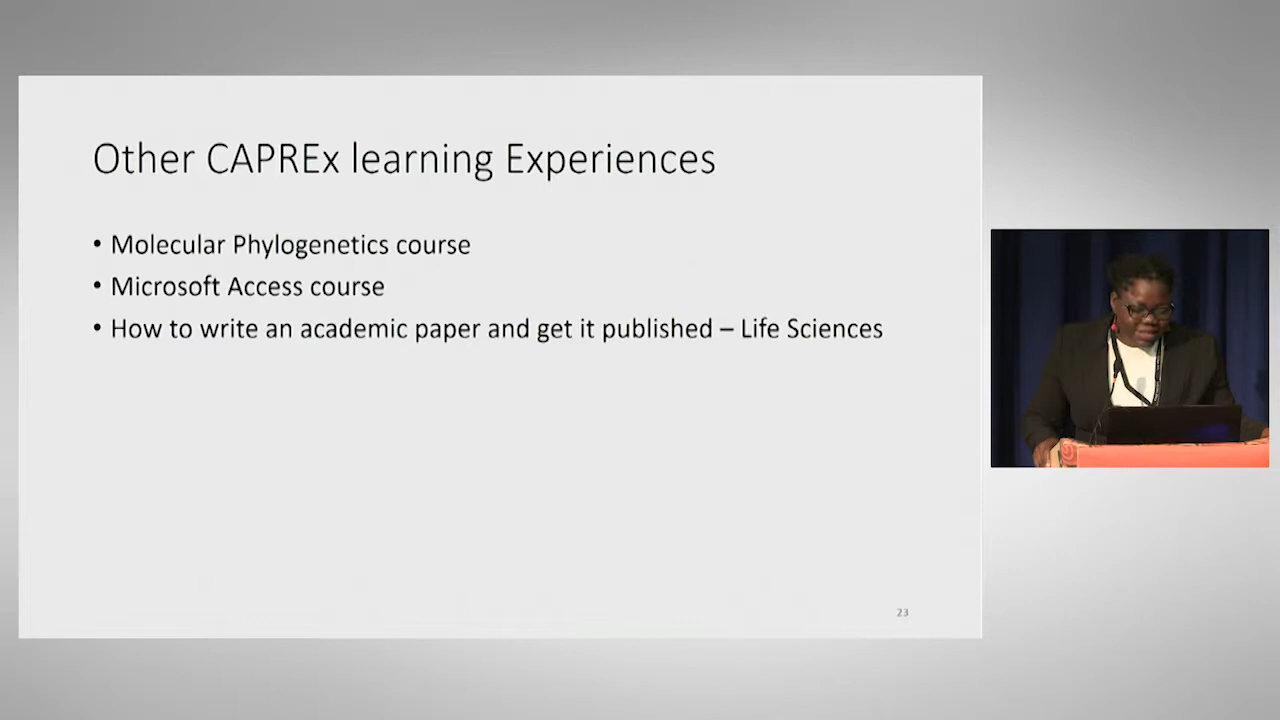 Other CAPREx learning Experiences
• Molecular Phylogenetics course
• Microsoft Access course
• How to write an academic paper and get it published – Life Sciences
23